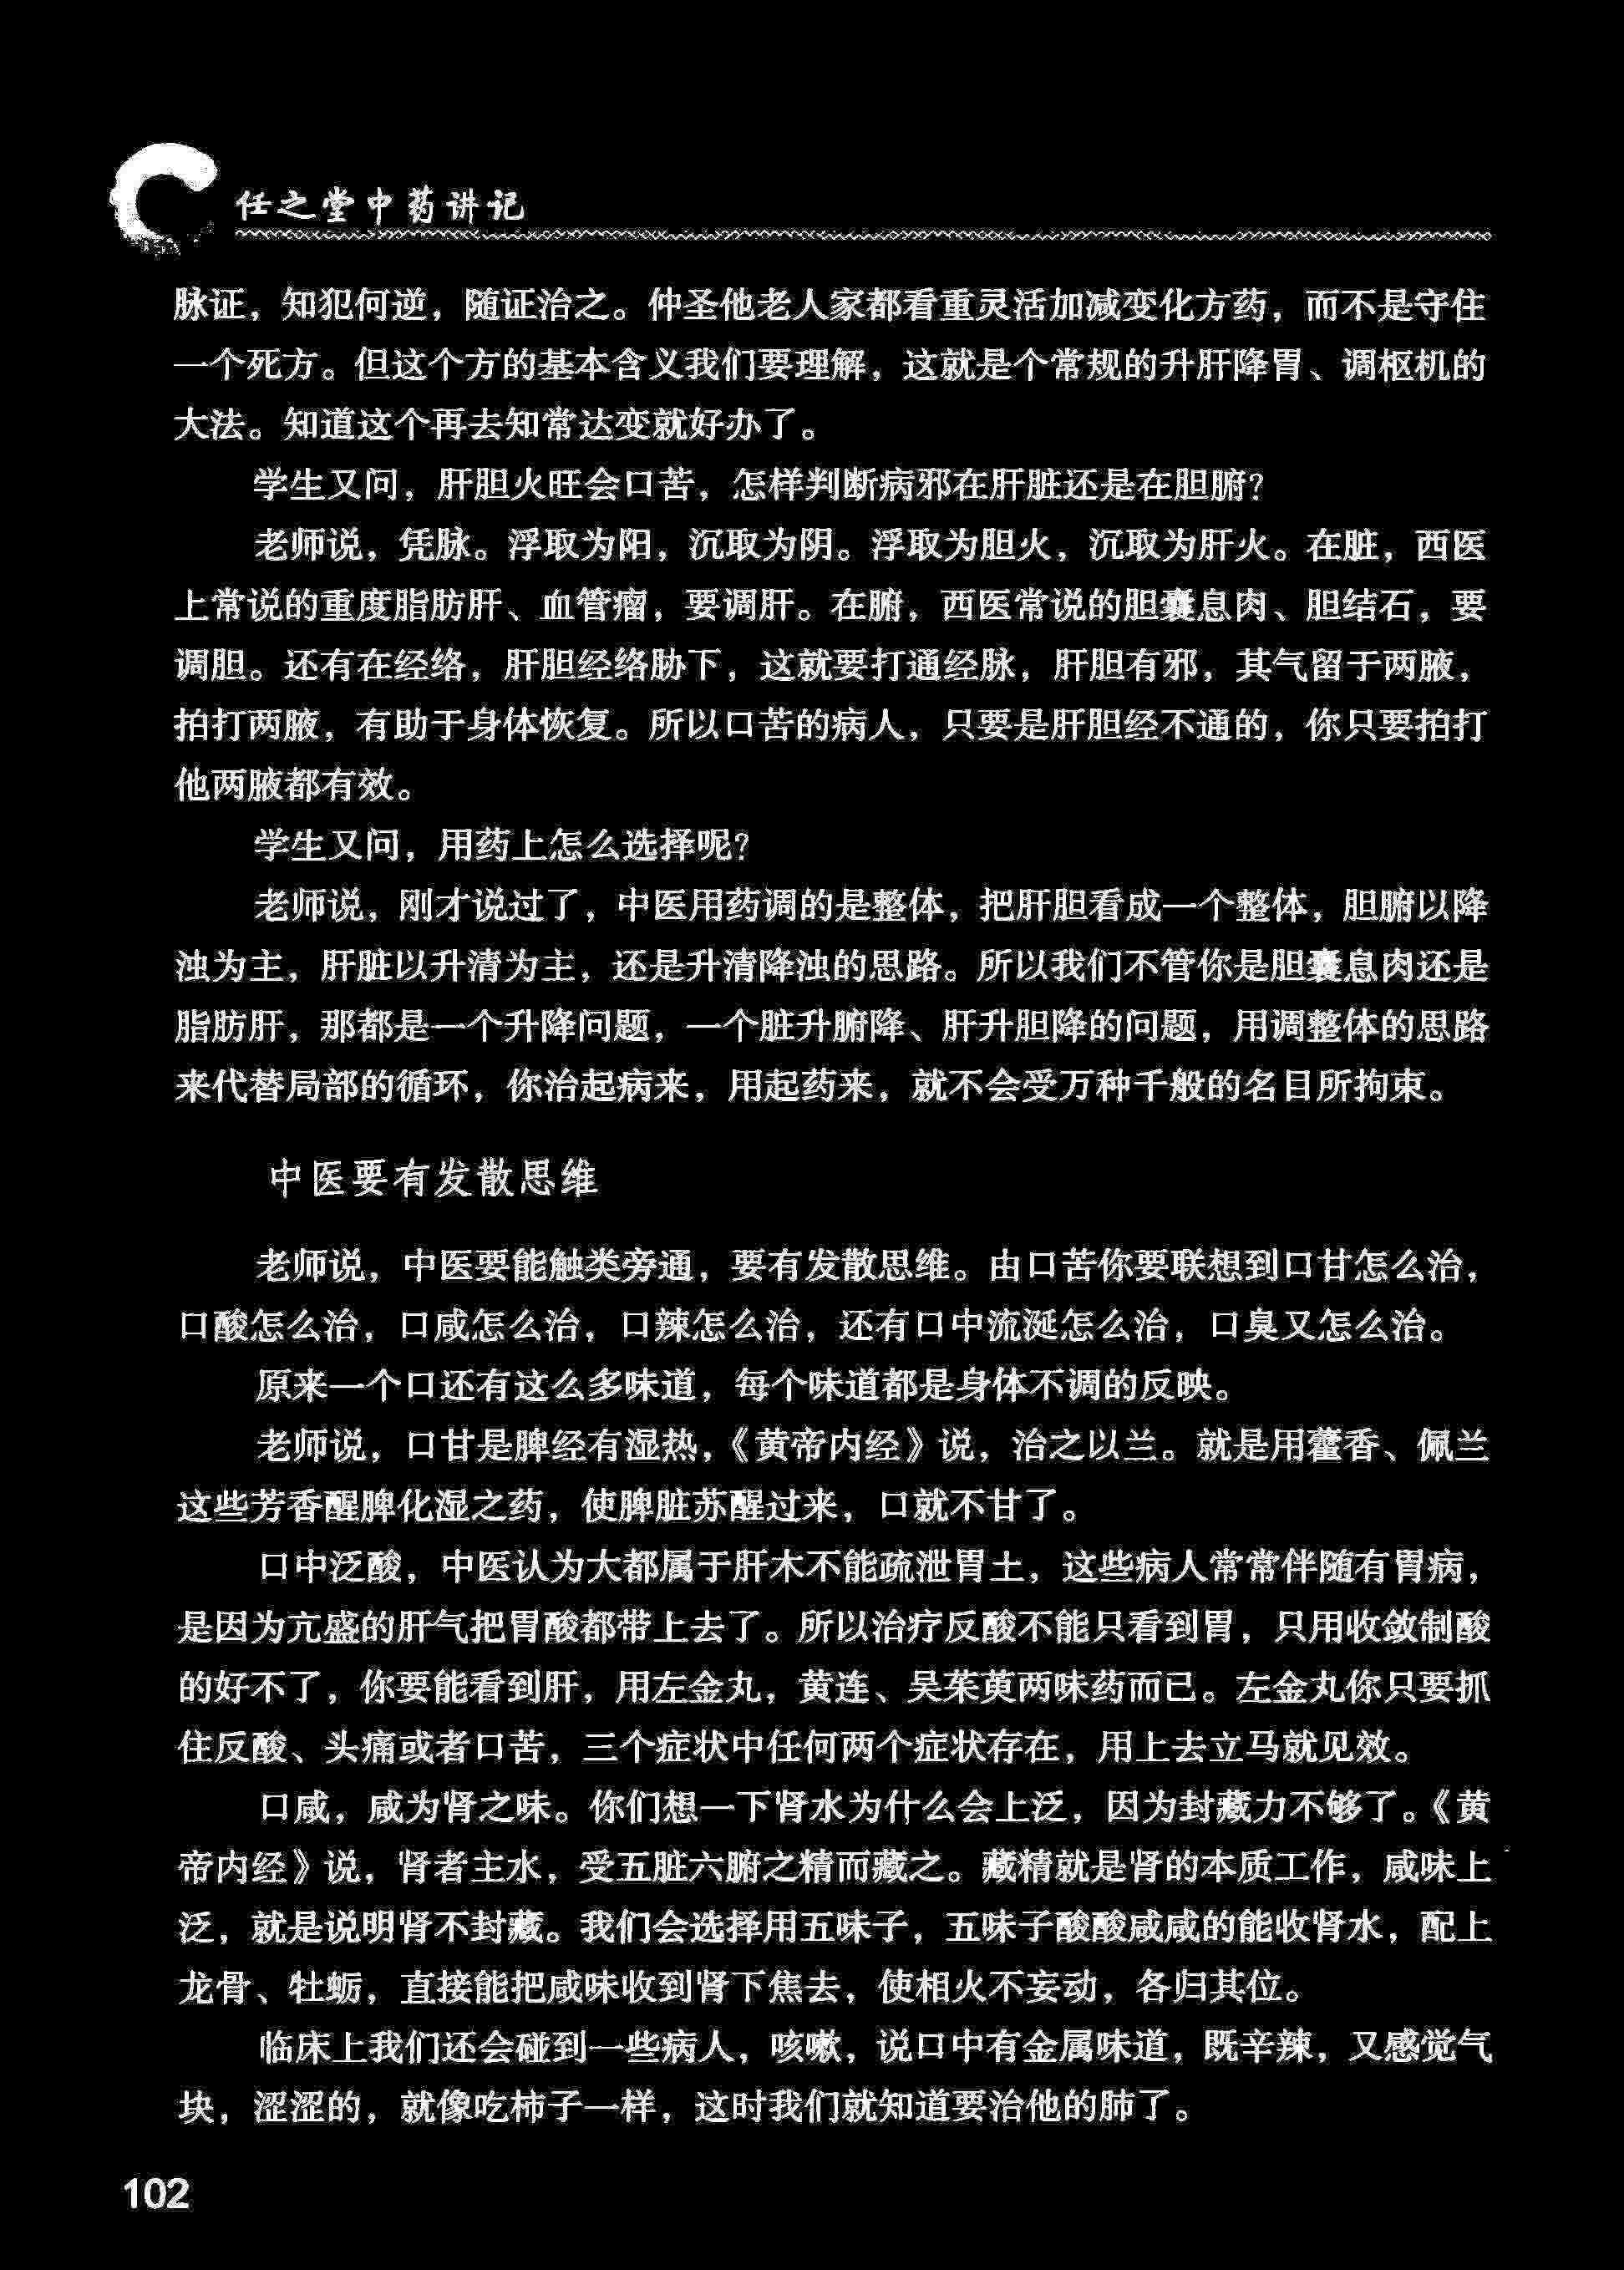 任之堂中药讲记
脉证，知犯何逆，随证治之。仲圣他老人家都看重灵活加减变化方药，而不是守住
一个死方。但这个方的基本含义我们要理解，这就是个常规的升肝降胃、调枢机的
大法。知道这个再去知常达变就好办了。
学生又问，肝胆火旺会口苦，怎样判断病邪在肝脏还是在胆腑？
老师说，凭脉。浮取为阳，沉取为阴。浮取为胆火，沉取为肝火。在脏，西医
上常说的重度脂肪肝、血管瘤，要调肝。在腑，西医常说的胆囊息肉、胆结石，要
调胆。还有在经络，肝胆经络胁下，这就要打通经脉，肝胆有邪，其气留于两腋，
拍打两腋，有助于身体恢复。所以口苦的病人，只要是肝胆经不通的，你只要拍打
他两腋都有效。
学生又问，用药上怎么选择呢？
老师说，刚才说过了，中医用药调的是整体，把肝胆看成一个整体，胆腑以降
浊为主，肝脏以升清为主，还是升清降浊的思路。所以我们不管你是胆囊息肉还是
脂肪肝，那都是一个升降问题，一个脏升腑降、肝升胆降的问题，用调整体的思路
来代替局部的循环，你治起病来，用起药来，就不会受万种千般的名目所拘束。
中医要有发散思维
老师说，中医要能触类旁通，要有发散思维。由口苦你要联想到口甘怎么治，
口酸怎么治，口咸怎么治，口辣怎么治，还有口中流涎怎么治，口臭又怎么治。
原来一个口还有这么多味道，每个味道都是身体不调的反映。
老师说，口甘是脾经有湿热，《黄帝内经》说，治之以兰。就是用藿香、佩兰
这些芳香醒脾化湿之药，使脾脏苏醒过来，口就不甘了。
口中泛酸，中医认为大都属于肝木不能疏泄胃土，这些病人常常伴随有胃病，
是因为亢盛的肝气把胃酸都带上去了。所以治疗反酸不能只看到胃，只用收敛制酸
的好不了，你要能看到肝，用左金丸，黄连、吴茱萸两味药而已。左金丸你只要抓
住反酸、头痛或者口苦，三个症状中任何两个症状存在，用上去立马就见效。
口咸，咸为肾之味。你们想一下肾水为什么会上泛，因为封藏力不够了。《黄
帝内经》说，肾者主水，受五脏六腑之精而藏之。藏精就是肾的本质工作，咸味上
泛，就是说明肾不封藏。我们会选择用五味子，五味子酸酸咸咸的能收肾水，配上
龙骨、牡蛎，直接能把咸味收到肾下焦去，使相火不妄动，各归其位。
临床上我们还会碰到一些病人，咳嗽，说口中有金属味道，既辛辣，又感觉气
块，涩涩的，就像吃柿子一样，这时我们就知道要治他的肺了。
102